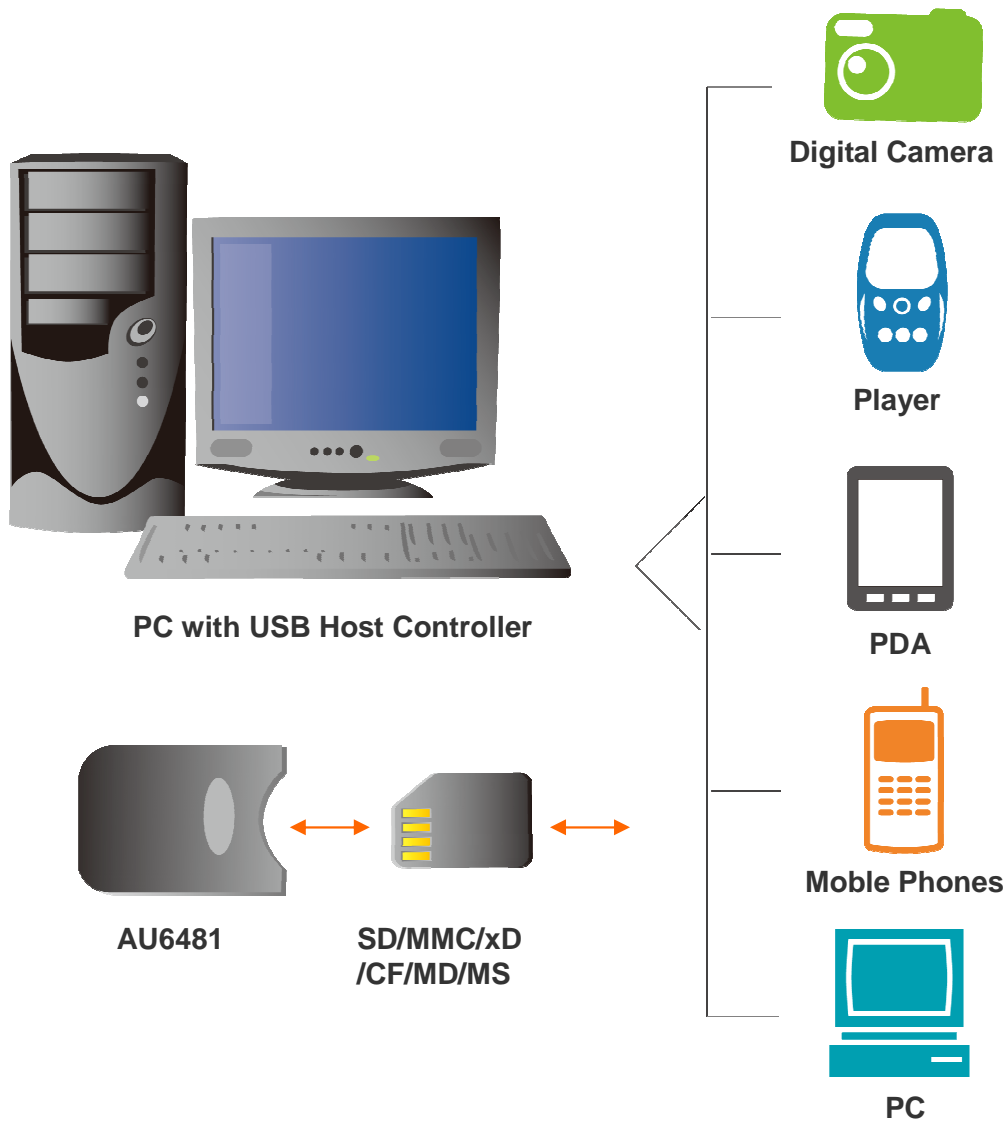 Digital Camera
Player
PC with USB Host Controller
PDA
Moble Phones
AU6481
SD/MMC/xD
/CF/MD/MS
PC